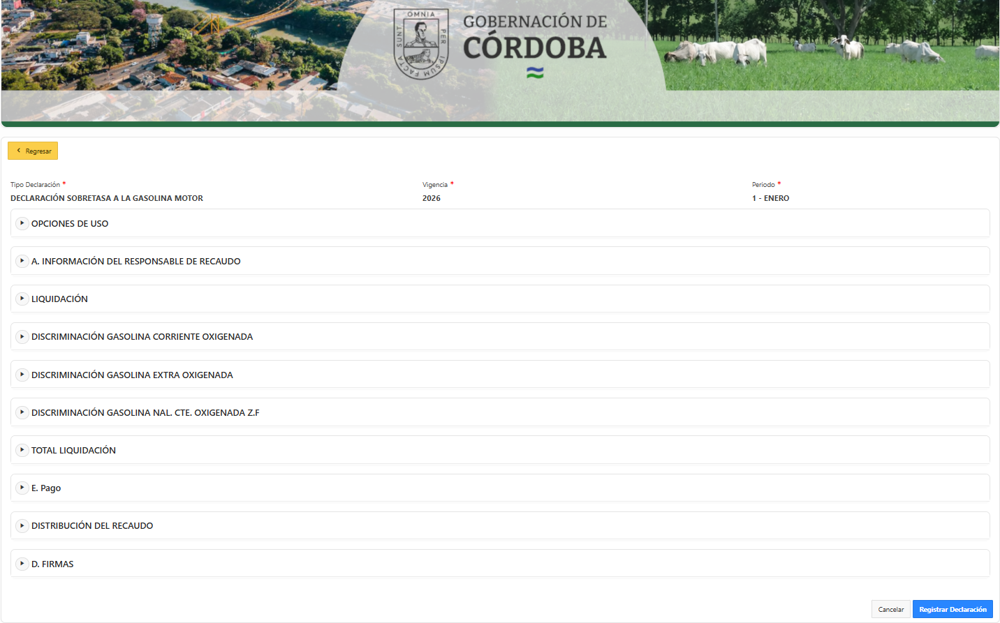 OMNIA
SUNT
PER
IPSUM FACTA
GOBERNACIÓN DE
CÓRDOBA
Regresar
Tipo Declaración *
Vigencia *
Periodo *
DECLARACIÓN SOBRETASA A LA GASOLINA MOTOR
2026
1 - ENERO
OPCIONES DE USO
A. INFORMACIÓN DEL RESPONSABLE DE RECAUDO
LIQUIDACIÓN
DISCRIMINACIÓN GASOLINA CORRIENTE OXIGENADA
DISCRIMINACIÓN GASOLINA EXTRA OXIGENADA
DISCRIMINACIÓN GASOLINA NAL. CTE. OXIGENADA Z.F
TOTAL LIQUIDACIÓN
E. Pago
DISTRIBUCIÓN DEL RECAUDO
D. FIRMAS
Cancelar
Registrar Declaración